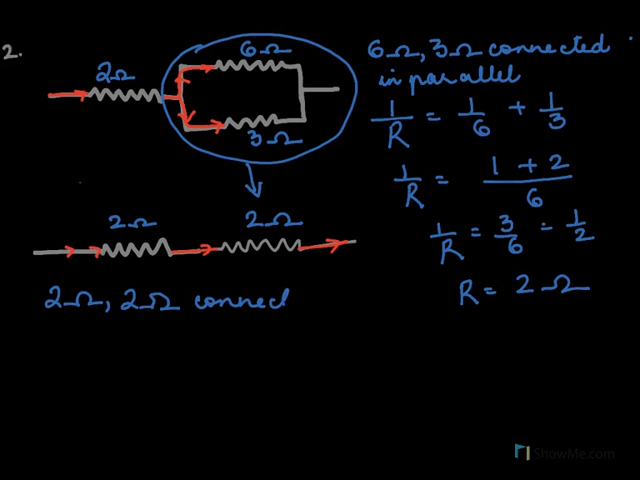 2.
6Ω
2Ω
3Ω
6Ω, 3Ω connected
in parallel
1/R = 1/6 + 1/3
1/R = (1 + 2)/6
1/R = 3/6 = 1/2
R = 2Ω
2Ω 2Ω
2Ω, 2Ω connect
ShowMe.com